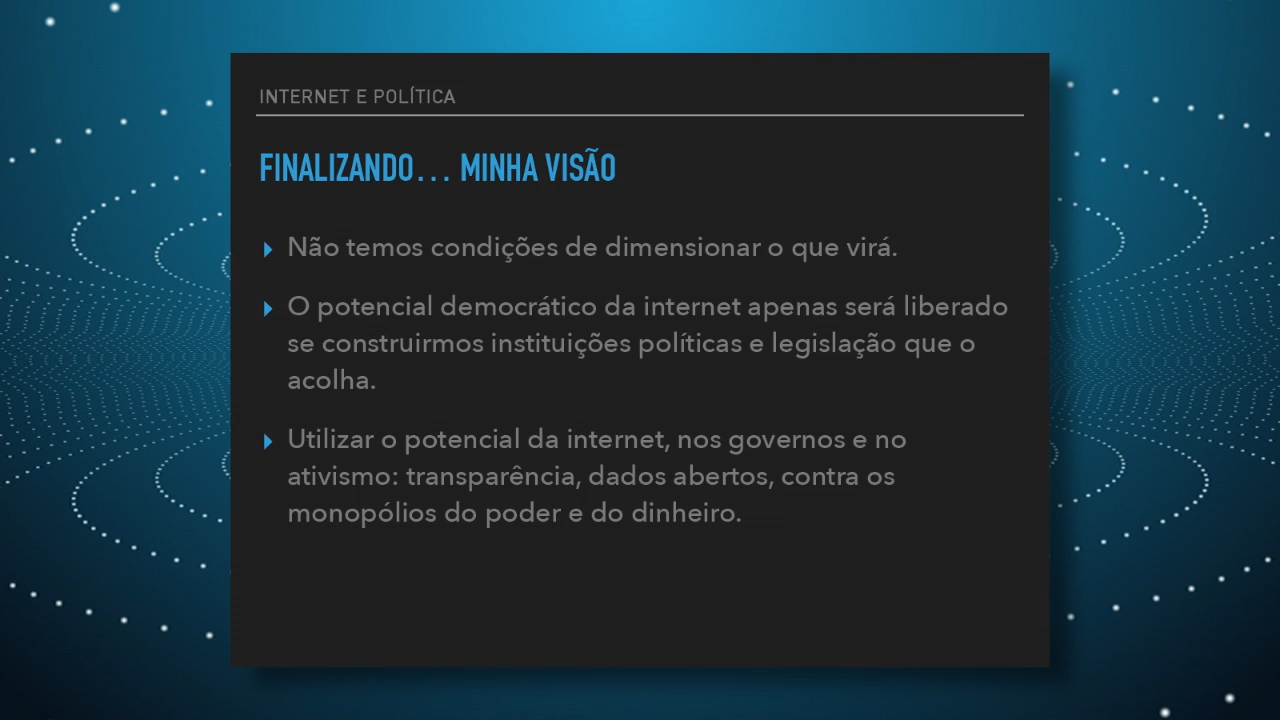 INTERNET E POLÍTICA
FINALIZANDO... MINHA VISÃO
Não temos condições de dimensionar o que virá.
O potencial democrático da internet apenas será liberado
se construirmos instituições políticas e legislação que o
acolha.
Utilizar o potencial da internet, nos governos e no
ativismo: transparência, dados abertos, contra os
monopólios do poder e do dinheiro.